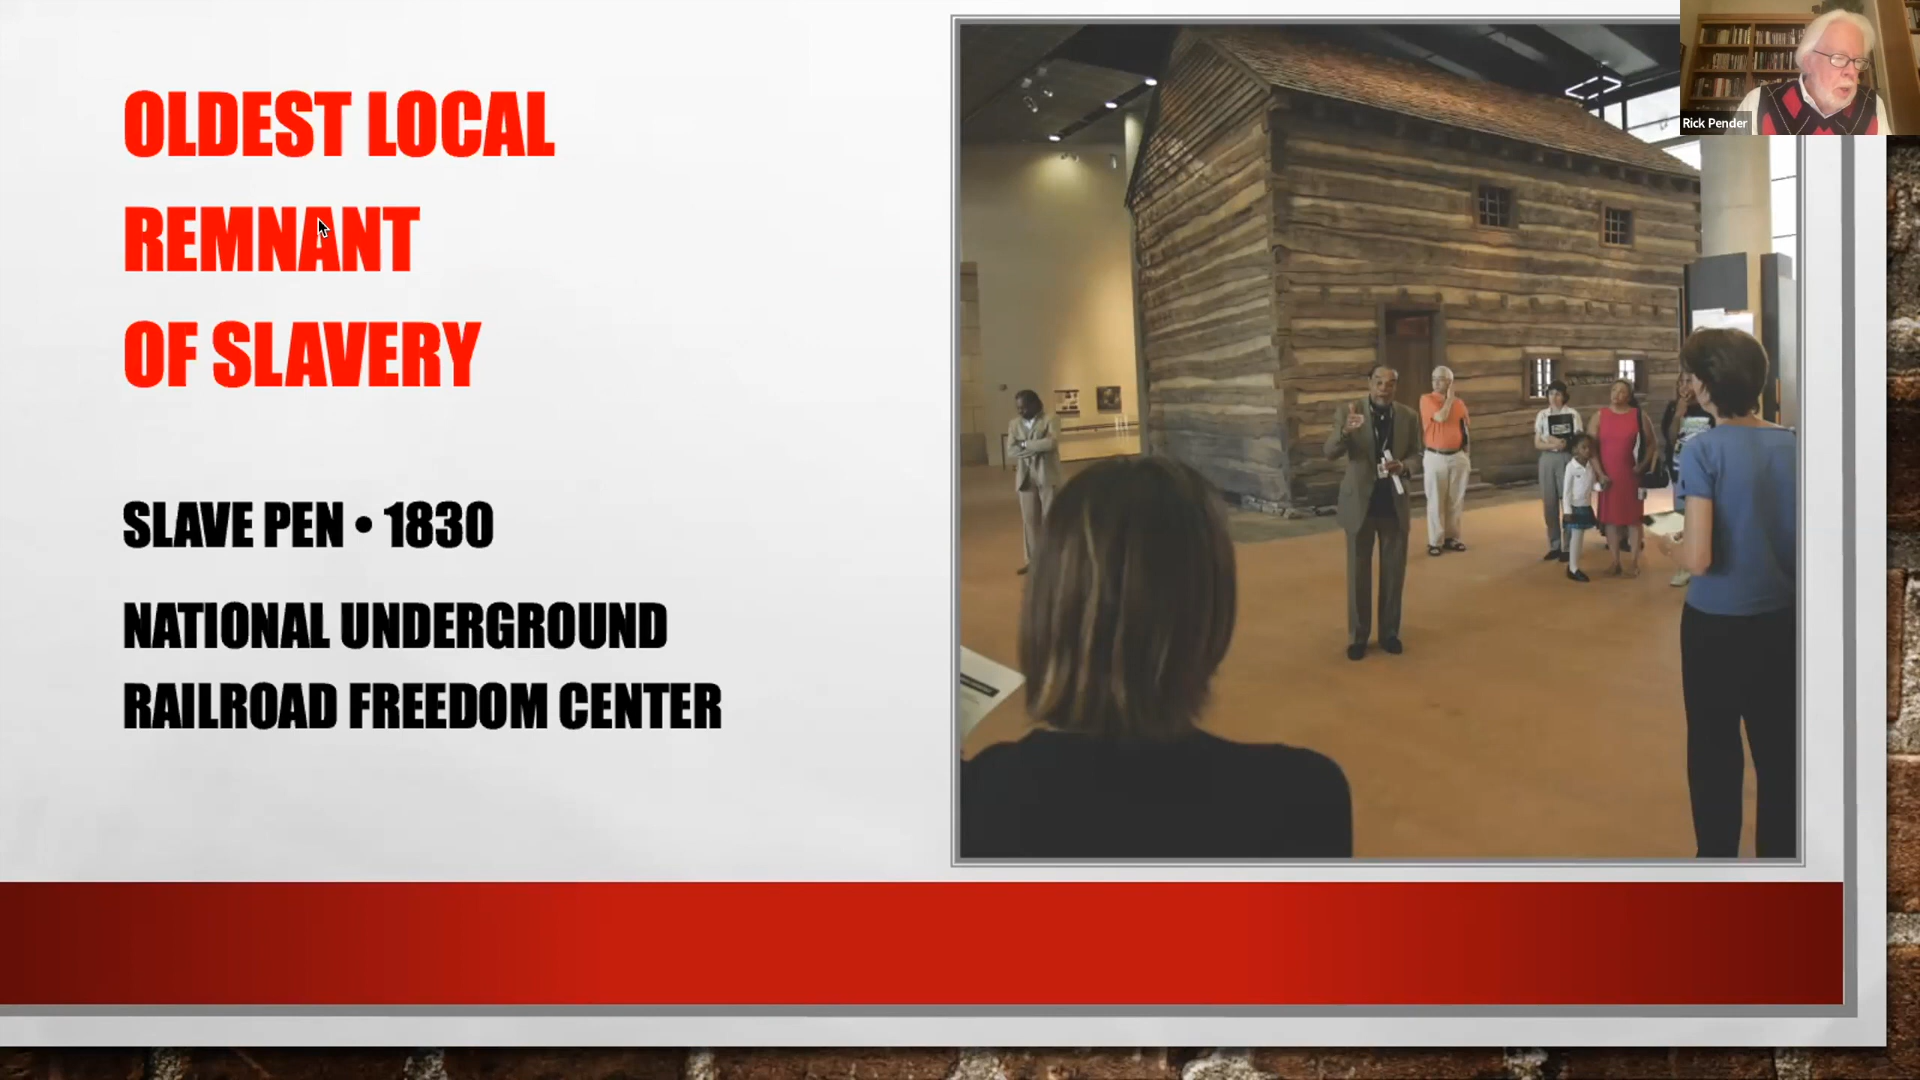 OLDEST LOCAL
REMNANT
OF SLAVERY
SLAVE PEN • 1830
NATIONAL UNDERGROUND
RAILROAD FREEDOM CENTER
Rick Pender